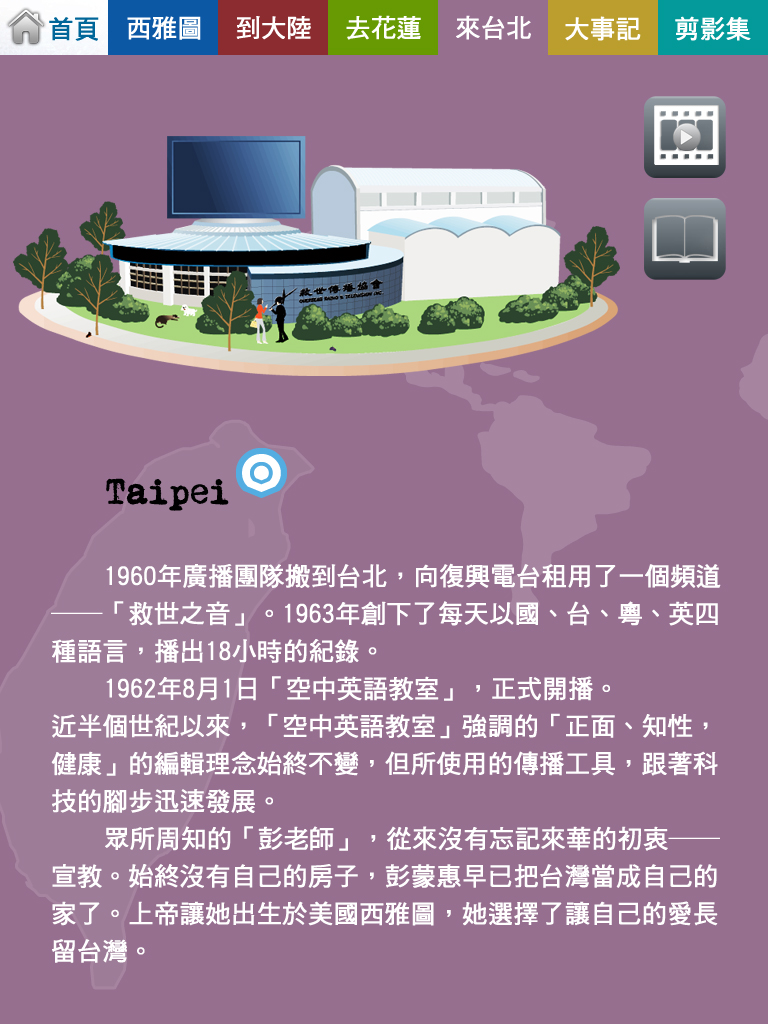 首頁 西雅圖 到大陸 去花蓮 來台北 大事記 剪影集
救世傳播協會
OVERSEAS RADIO & TELEVISION INC.
Taipei
1960年廣播團隊搬到台北，向復興電台租用了一個頻道
——「救世之音」。1963年創下了每天以國、台、粵、英四
種語言，播出18小時的紀錄。
1962年8月1日「空中英語教室」，正式開播。
近半個世紀以來，「空中英語教室」強調的「正面、知性，
健康」的編輯理念始終不變，但所使用的傳播工具，跟著科
技的腳步迅速發展。
眾所周知的「彭老師」，從來沒有忘記來華的初衷——
宣教。始終沒有自己的房子，彭蒙惠早已把台灣當成自己的
家了。上帝讓她出生於美國西雅圖，她選擇了讓自己的愛長
留台灣。